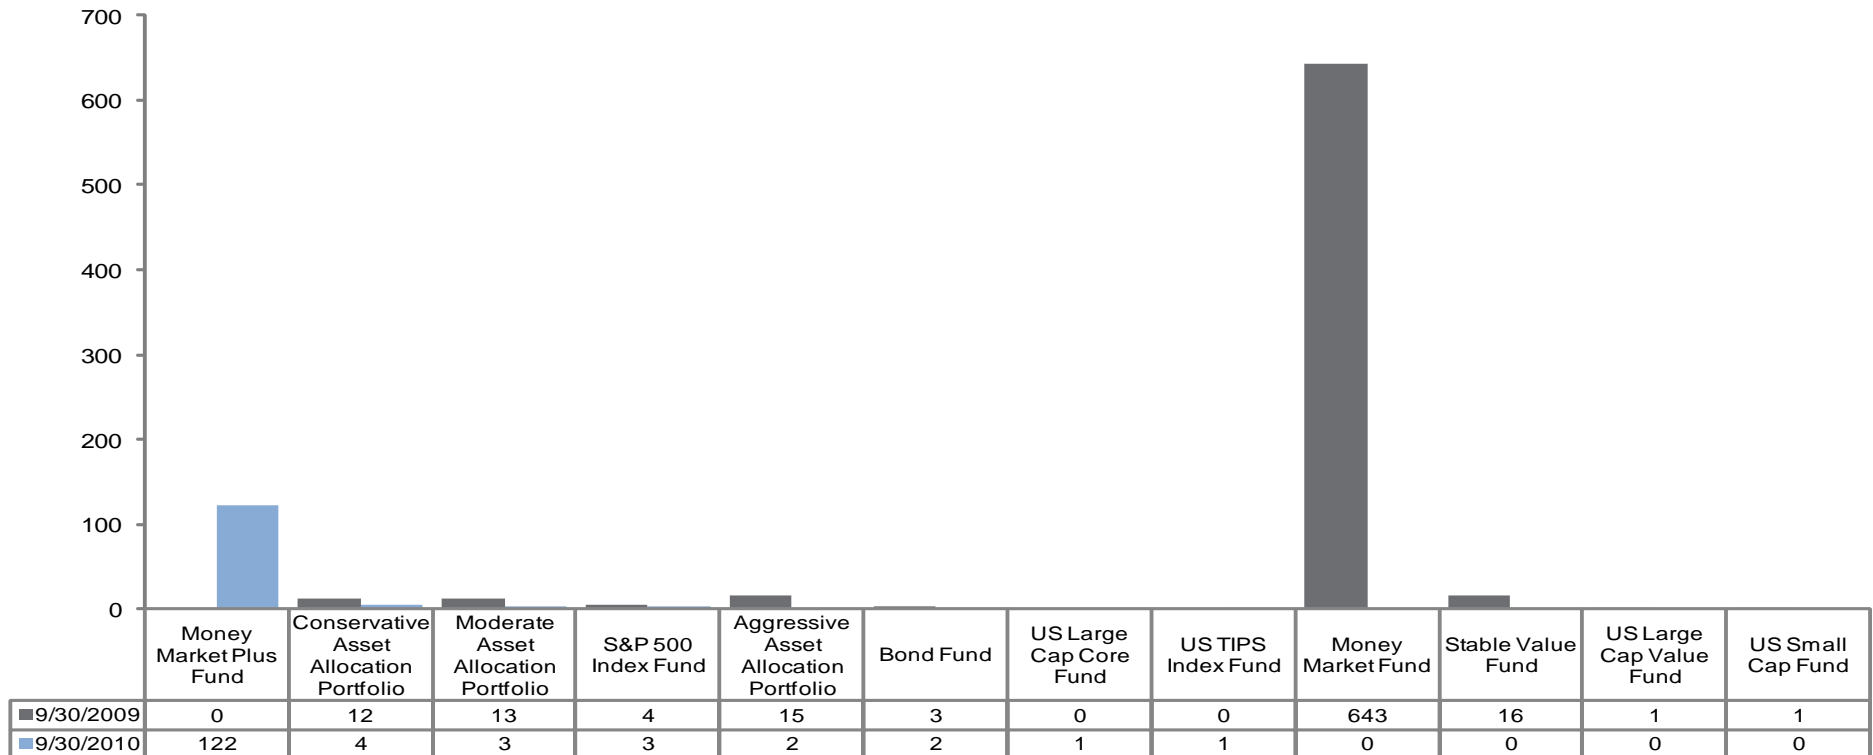 700
600
500
400
300
200
100
0
Money
Market Plus
Fund
Conservative
Asset
Allocation
Portfolio
Moderate
Asset
Allocation
Portfolio
S&P 500
Index Fund
Aggressive
Asset
Allocation
Portfolio
Bond Fund
US Large
Cap Core
Fund
US TIPS
Index Fund
Money
Market Fund
Stable Value
Fund
US Large
Cap Value
Fund
US Small
Cap Fund
9/30/2009 0 12 13 4 15 3 0 0 643 16 1 1
9/30/2010 122 4 3 3 2 2 1 1 0 0 0 0